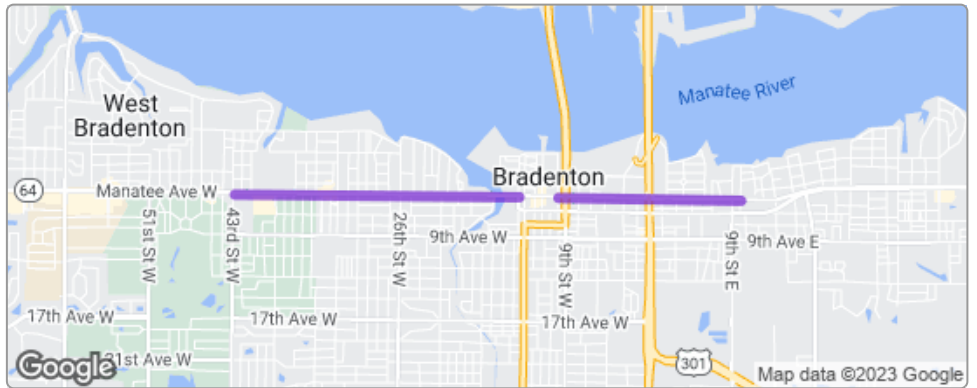 Manatee River
West
Bradenton
Bradenton
64
Manatee Ave W
51st St W
43rd St W
26th St W
9th Ave W
9th St W
9th St E
9th Ave E
17th Ave W
17th Ave W
17th Ave W
21st Ave W
301
Google
Map data ©2023 Google